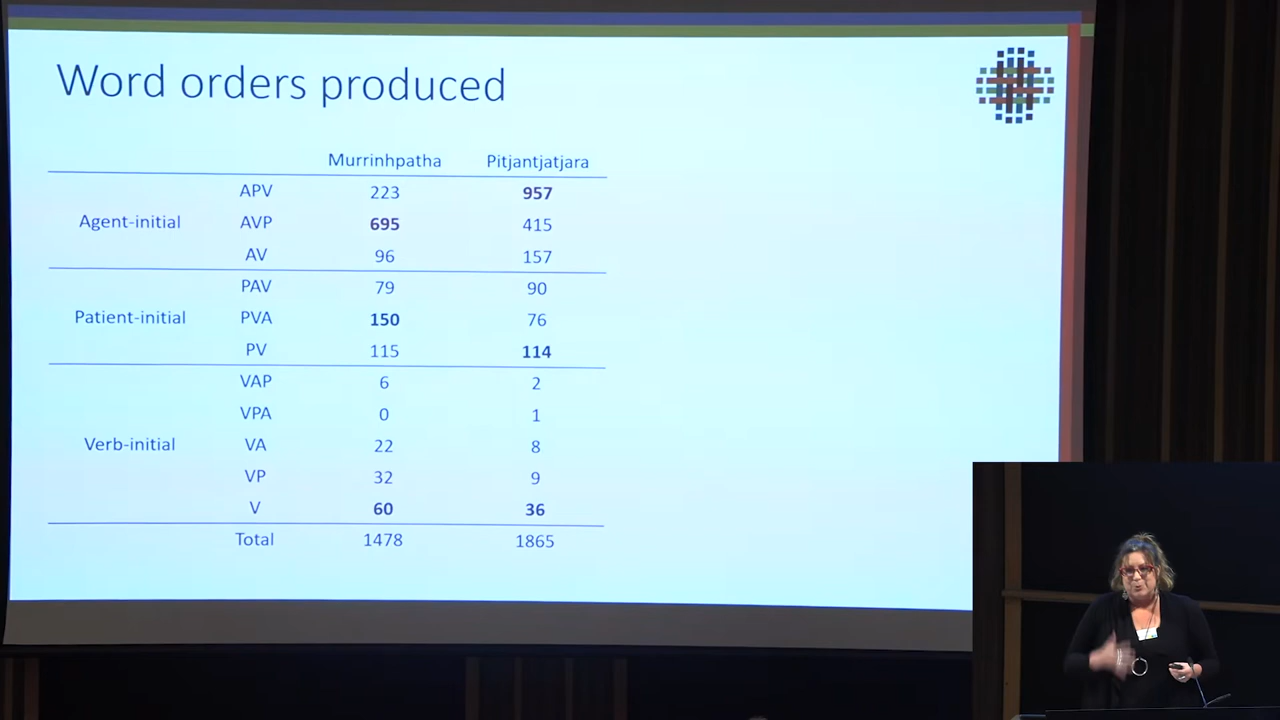 Word orders produced
Murrinhpatha Pitjantjatjara
APV 223 957
Agent-initial AVP 695 415
AV 96 157
PAV 79 90
Patient-initial PVA 150 76
PV 115 114
VAP 6 2
VPA 0 1
Verb-initial VA 22 8
VP 32 9
V 60 36
Total 1478 1865